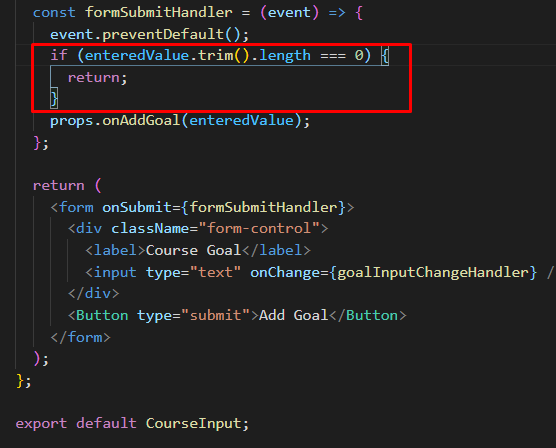 const formSubmitHandler = (event) => {
event.preventDefault();
if (enteredValue.trim().length === 0) {
return;
}
props.onAddGoal(enteredValue);
};
return (
<form onSubmit={formSubmitHandler}>
<div className="form-control">
<label>Course Goal</label>
<input type="text" onChange={goalInputChangeHandler} /
</div>
<Button type="submit">Add Goal</Button>
</form>
);
};
export default CourseInput;